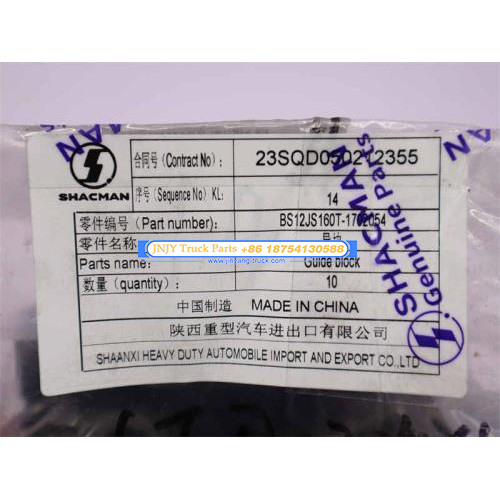 SHACMAN
合同号 (Contract No) : 23SQD050212355
序号 (Sequence No) KL: 14
零件编号 (Part number): BS12JS160T-1702054
零件名称
JNJY Truck Parts +86 18754130588
www.jinyang-truck.com
Parts name: Guide block
数量 (quantity): 10
中国制造 MADE IN CHINA
陕西重型汽车进出口有限公司
SHAANXI HEAVY DUTY AUTOMOBILE IMPORT AND EXPORT CO.,LTD
SHACMAN
Genuine Parts